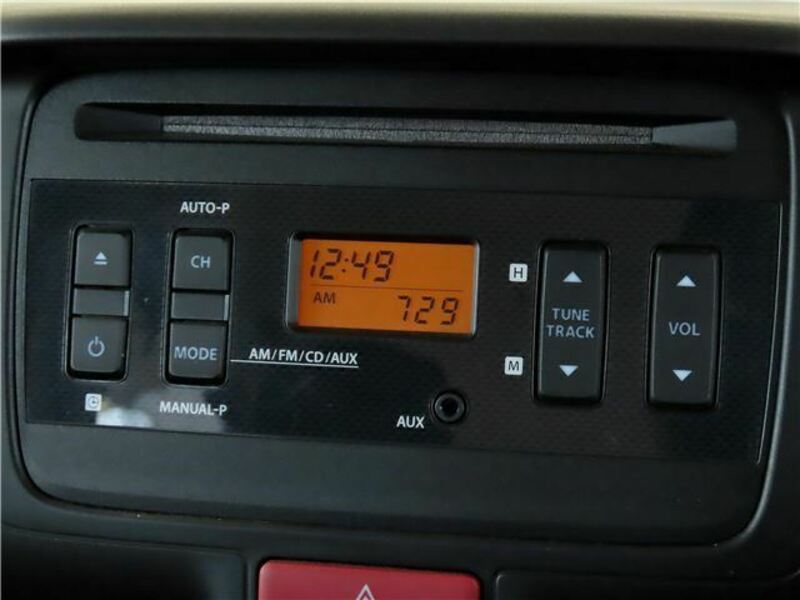 AUTO-P
CH
MODE
AM/FM/CD/AUX
MANUAL-P
12:49
AM
729
AUX
H
M
TUNE
TRACK
VOL